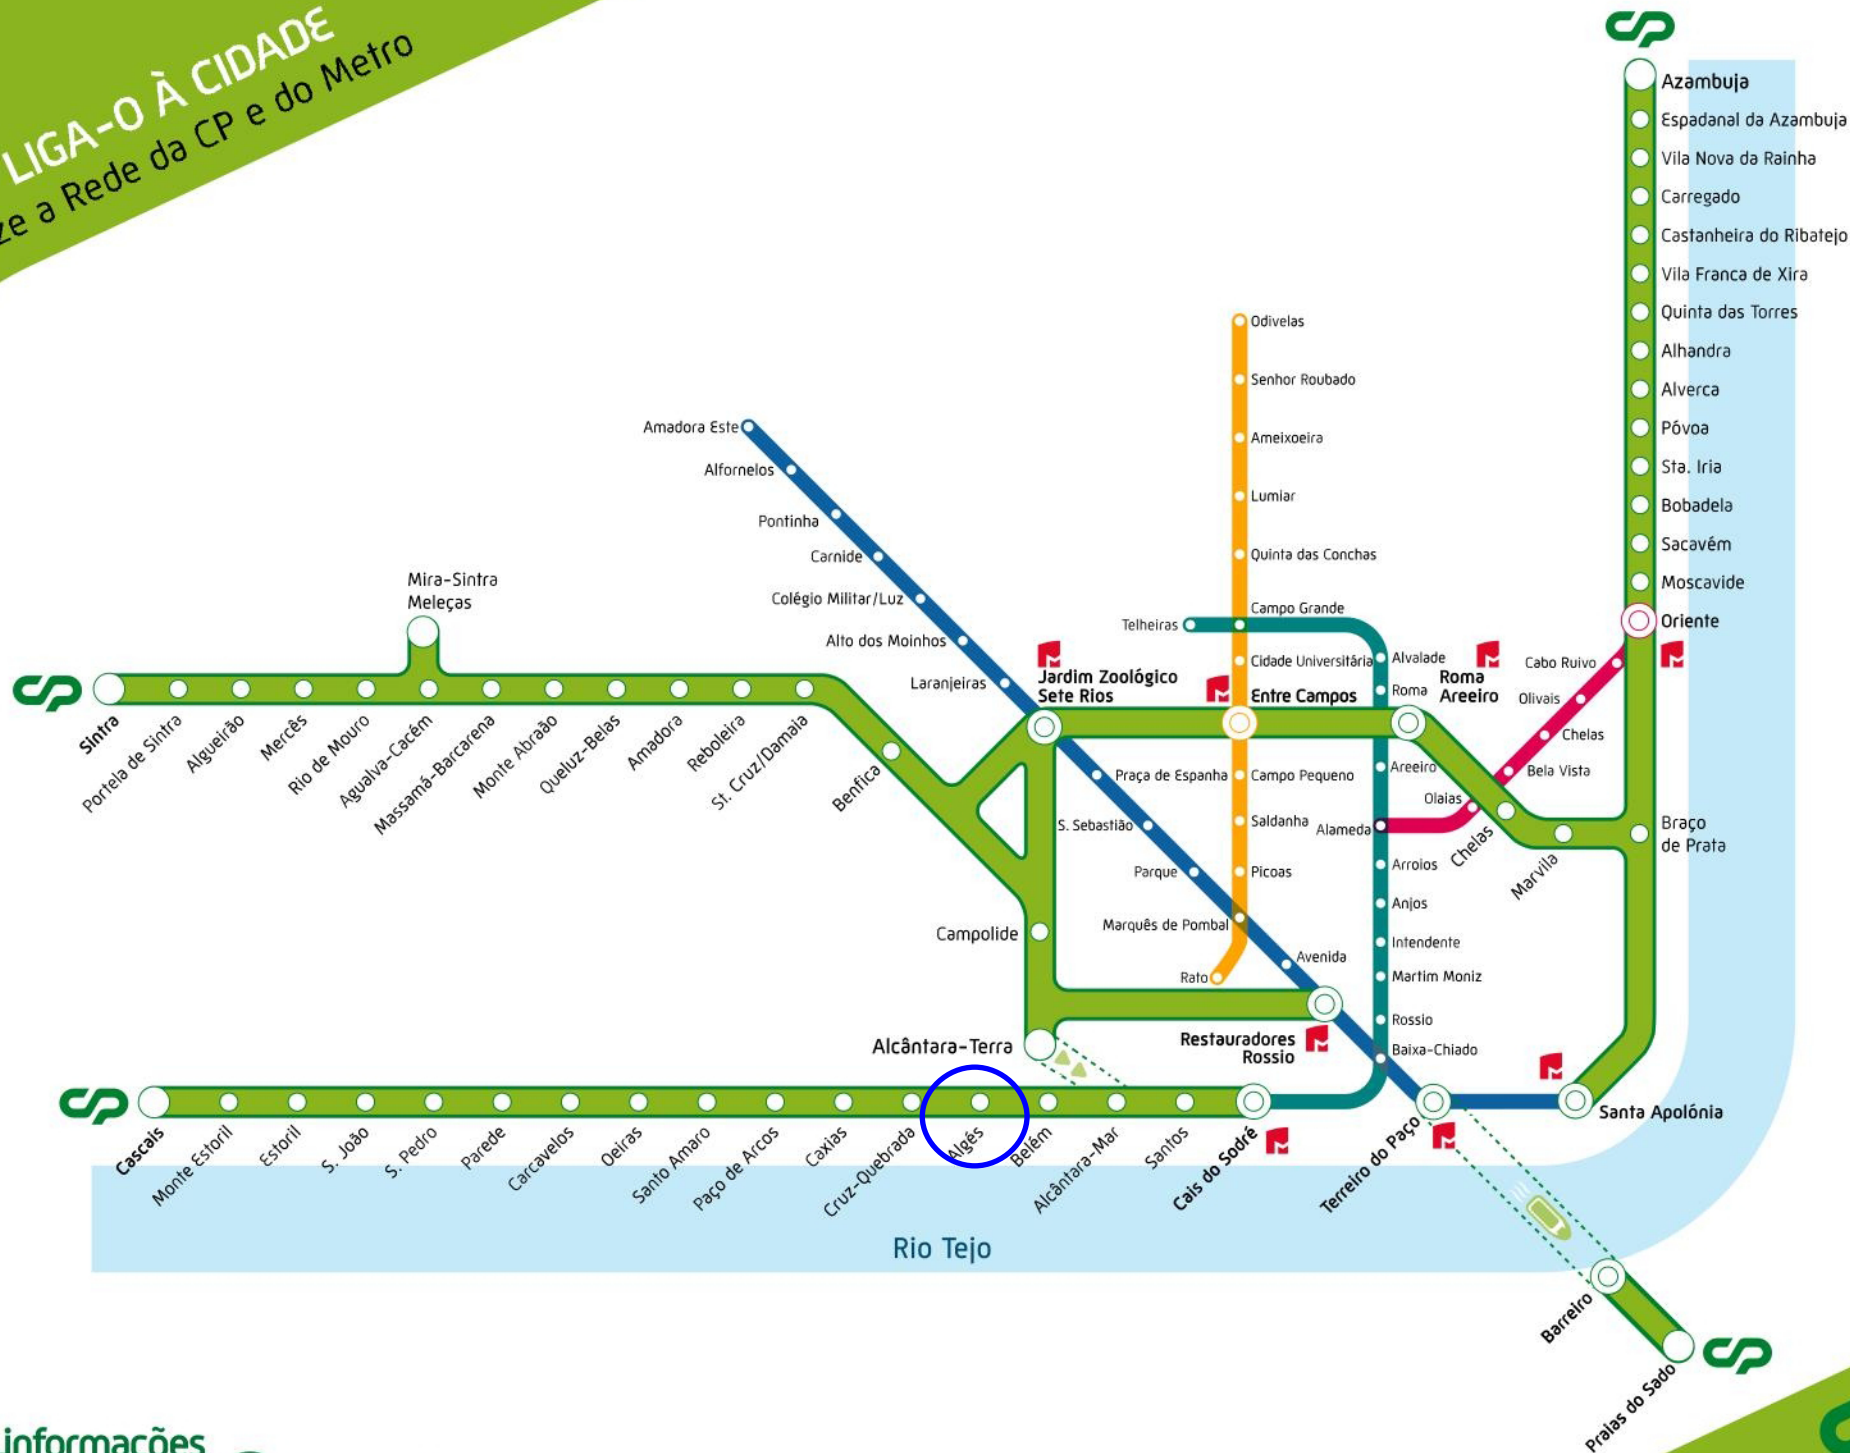 LIGA-O À CIDADE
ze a Rede da CP e do Metro
CP
Azambuja
Espadanal da Azambuja
Vila Nova da Rainha
Carregado
Castanheira do Ribatejo
Vila Franca de Xira
Quinta das Torres
Alhandra
Alverca
Póvoa
Sta. Iria
Bobadela
Sacavém
Moscavide
Oriente
Braço
de Prata
Odivelas
Senhor Roubado
Ameixoeira
Lumiar
Quinta das Conchas
Campo Grande
Telheiras
Cidade Universitária
Entre Campos
Campo Pequeno
Saldanha
Picoas
Marquês de Pombal
Rato
Amadora Este
Alfornelos
Pontinha
Carnide
Colégio Militar/Luz
Alto dos Moinhos
Laranjeiras
Jardim Zoológico
Sete Rios
Praça de Espanha
S. Sebastião
Parque
Avenida
Restauradores
Rossio
Alvalade
Roma
Roma
Areeiro
Areeiro
Alameda
Arroios
Anjos
Intendente
Martim Moniz
Rossio
Baixa-Chiado
Cabo Ruivo
Olivais
Chelas
Bela Vista
Olaias
Chelas
Marvila
Mira-Sintra
Meleças
CP
Sintra
Portela de Sintra
Algueirão
Mercês
Rio de Mouro
Agualva-Cacém
Massamá-Barcarena
Monte Abraão
Queluz-Belas
Amadora
Reboleira
St. Cruz/Damaia
Benfica
Campolide
Alcântara-Terra
CP
Cascais
Monte Estoril
Estoril
S. João
S. Pedro
Parede
Carcavelos
Oeiras
Santo Amaro
Paço de Arcos
Caxias
Cruz-Quebrada
Algés
Belém
Alcântara-Mar
Santos
Cais do Sodré
Terreiro do Paço
Santa Apolónia
Rio Tejo
Barreiro
Praias do Sado
CP
informações